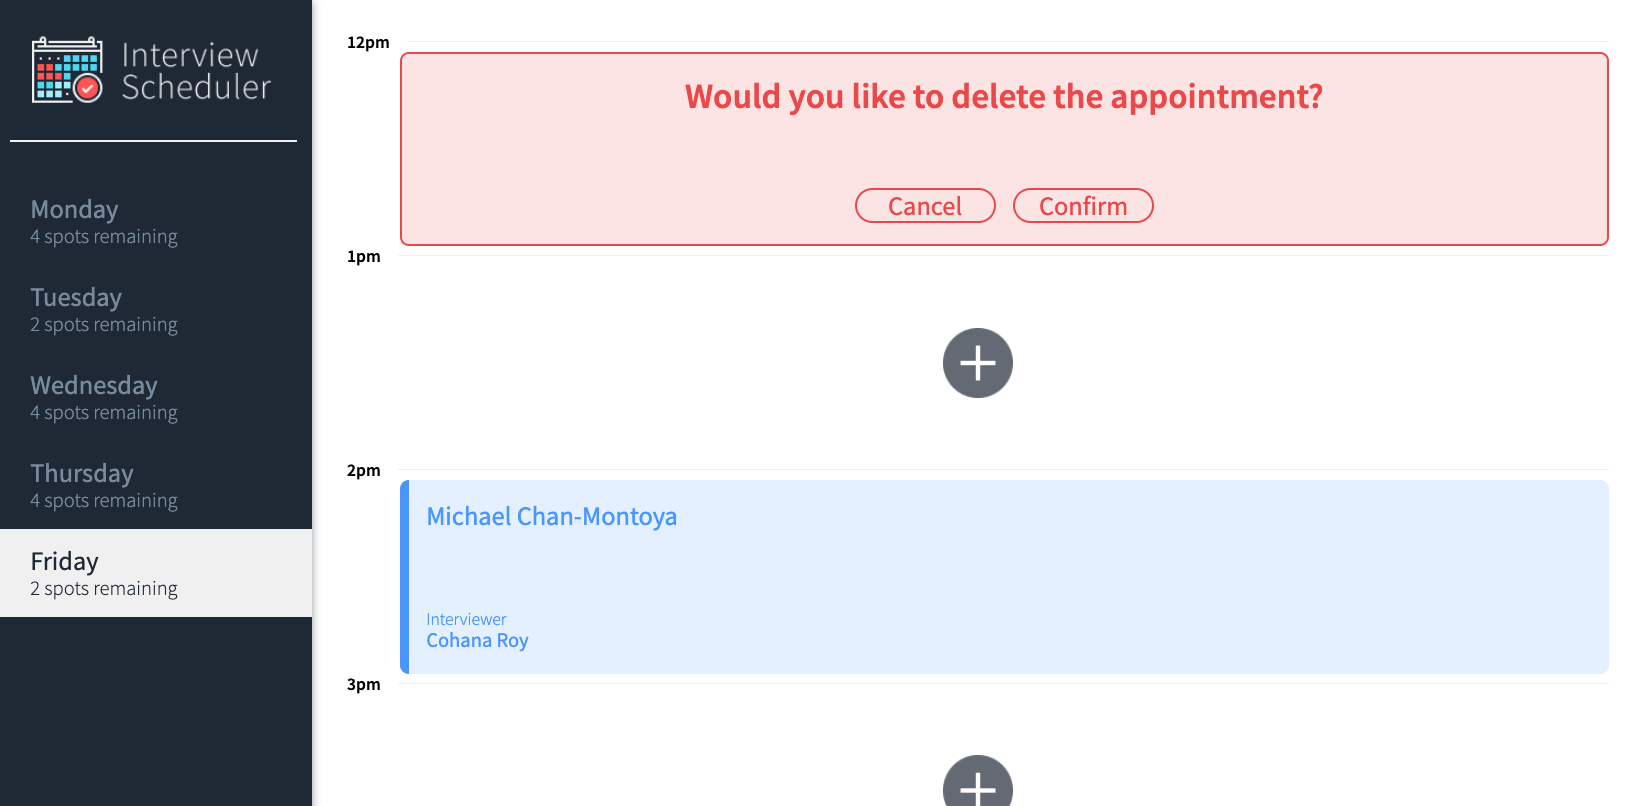 Interview
Scheduler
Monday
4 spots remaining
Tuesday
2 spots remaining
Wednesday
4 spots remaining
Thursday
4 spots remaining
Friday
2 spots remaining
12pm
Would you like to delete the appointment?
Cancel Confirm
1pm
2pm
Michael Chan-Montoya
Interviewer
Cohana Roy
3pm